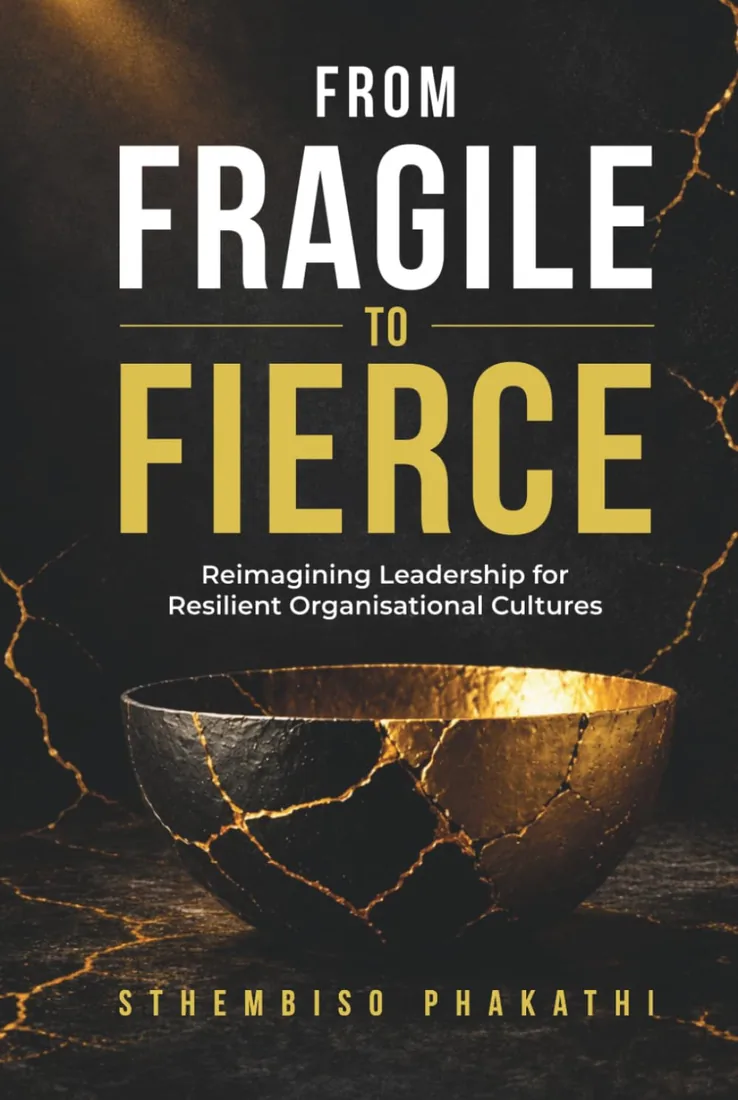 FROM
FRAGILE
TO
FIERCE
Reimagining Leadership for
Resilient Organisational Cultures
STHEMBISO PHAKATHI